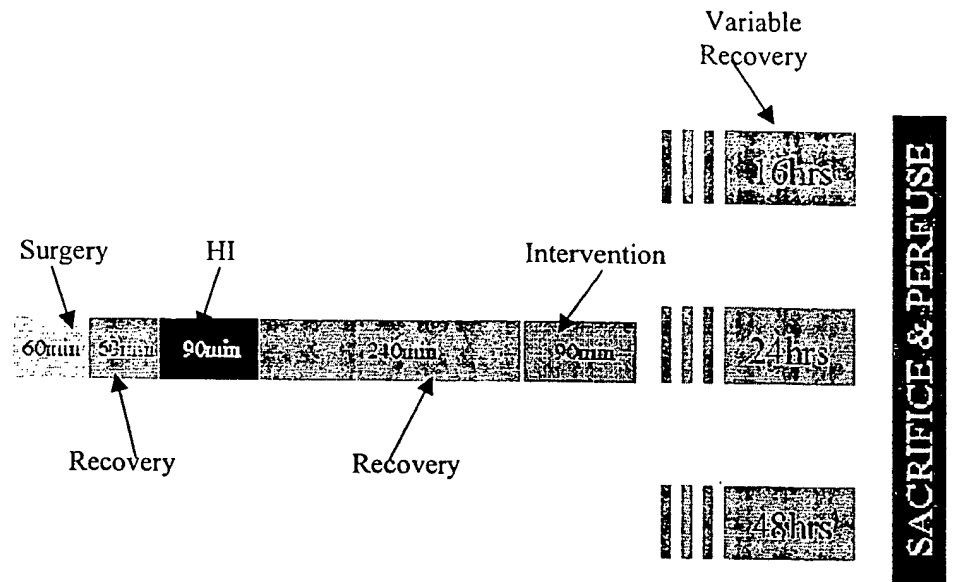 Variable
Recovery
16hrs
Surgery
HI
Intervention
60min
90min
240min
90min
24hrs
Recovery
Recovery
48hrs
SACRIFICE & PERFUSE